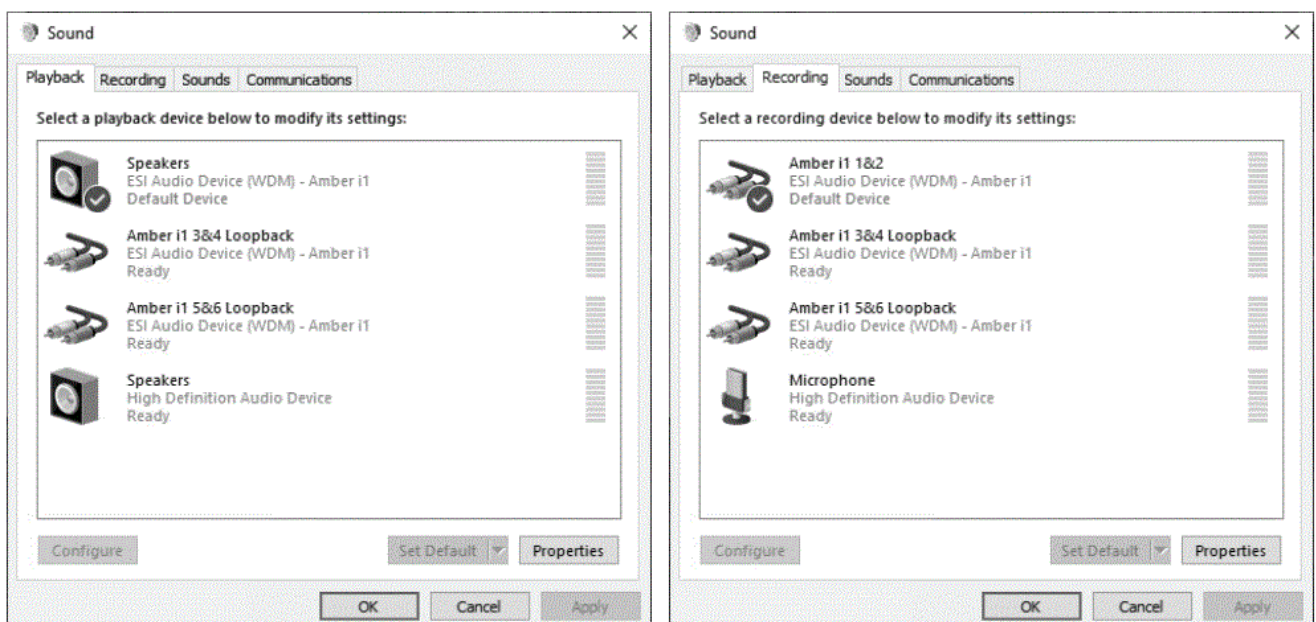 Sound
Playback Recording Sounds Communications
Select a playback device below to modify its settings:
Speakers
ESI Audio Device (WDM) - Amber i1
Default Device
Amber i1 3&4 Loopback
ESI Audio Device (WDM) - Amber i1
Ready
Amber i1 5&6 Loopback
ESI Audio Device (WDM) - Amber i1
Ready
Speakers
High Definition Audio Device
Ready
Configure Set Default Properties
OK Cancel Apply
Sound
Playback Recording Sounds Communications
Select a recording device below to modify its settings:
Amber i1 1&2
ESI Audio Device (WDM) - Amber i1
Default Device
Amber i1 3&4 Loopback
ESI Audio Device (WDM) - Amber i1
Ready
Amber i1 5&6 Loopback
ESI Audio Device (WDM) - Amber i1
Ready
Microphone
High Definition Audio Device
Ready
Configure Set Default Properties
OK Cancel Apply